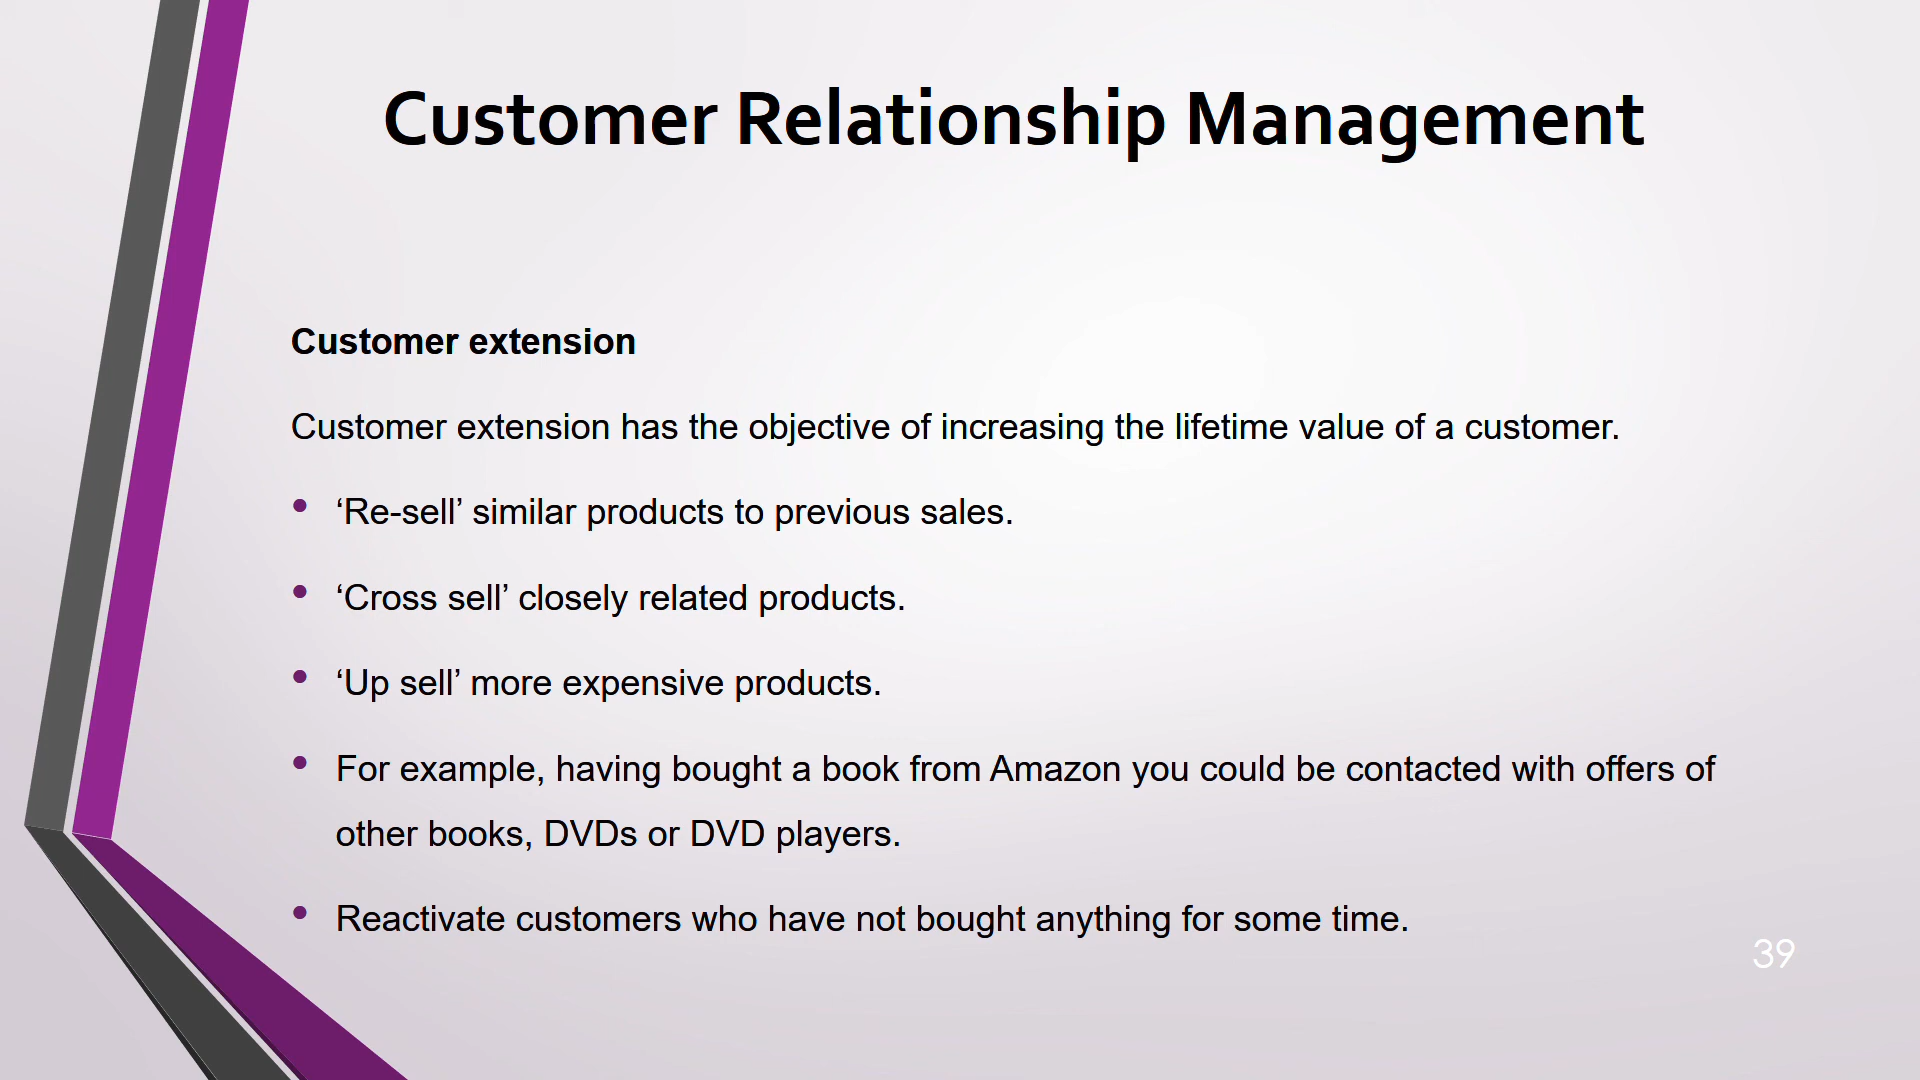 Customer Relationship Management
Customer extension
Customer extension has the objective of increasing the lifetime value of a customer.
• ‘Re-sell’ similar products to previous sales.
• ‘Cross sell’ closely related products.
• ‘Up sell’ more expensive products.
• For example, having bought a book from Amazon you could be contacted with offers of
other books, DVDs or DVD players.
• Reactivate customers who have not bought anything for some time.
39